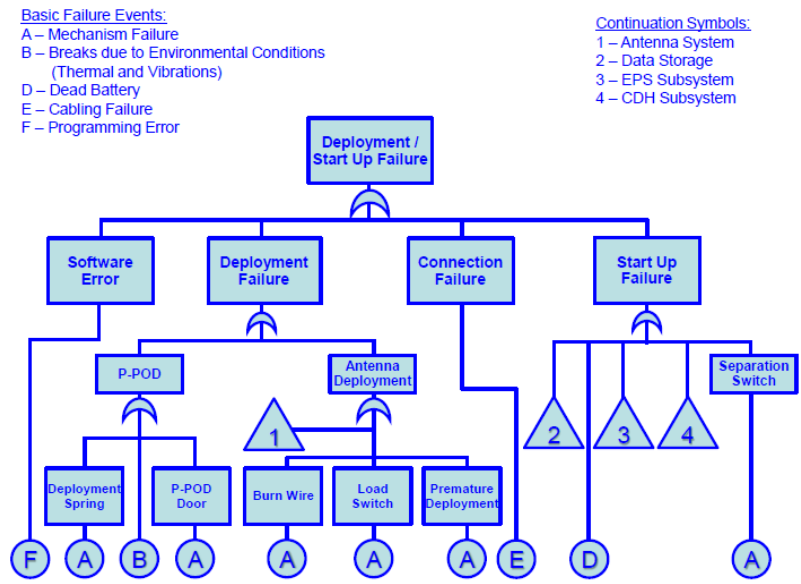 Basic Failure Events:
A – Mechanism Failure
B – Breaks due to Environmental Conditions
(Thermal and Vibrations)
D – Dead Battery
E – Cabling Failure
F – Programming Error
Continuation Symbols:
1 – Antenna System
2 – Data Storage
3 – EPS Subsystem
4 – CDH Subsystem
Deployment /
Start Up Failure
Software
Error
Deployment
Failure
Connection
Failure
Start Up
Failure
P-POD
Antenna
Deployment
Separation
Switch
1
2
3
4
Deployment
Spring
P-POD
Door
Burn Wire
Load
Switch
Premature
Deployment
F
A
B
A
A
A
A
E
D
A